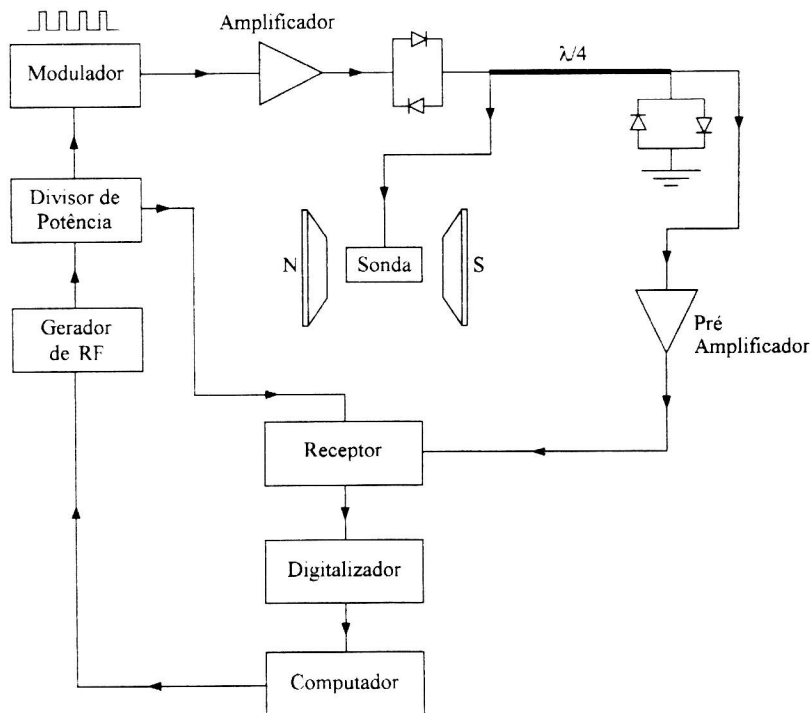 Amplificador
Modulador
λ/4
Divisor de
Potência
N
Sonda
S
Gerador
de RF
Pré
Amplificador
Receptor
Digitalizador
Computador